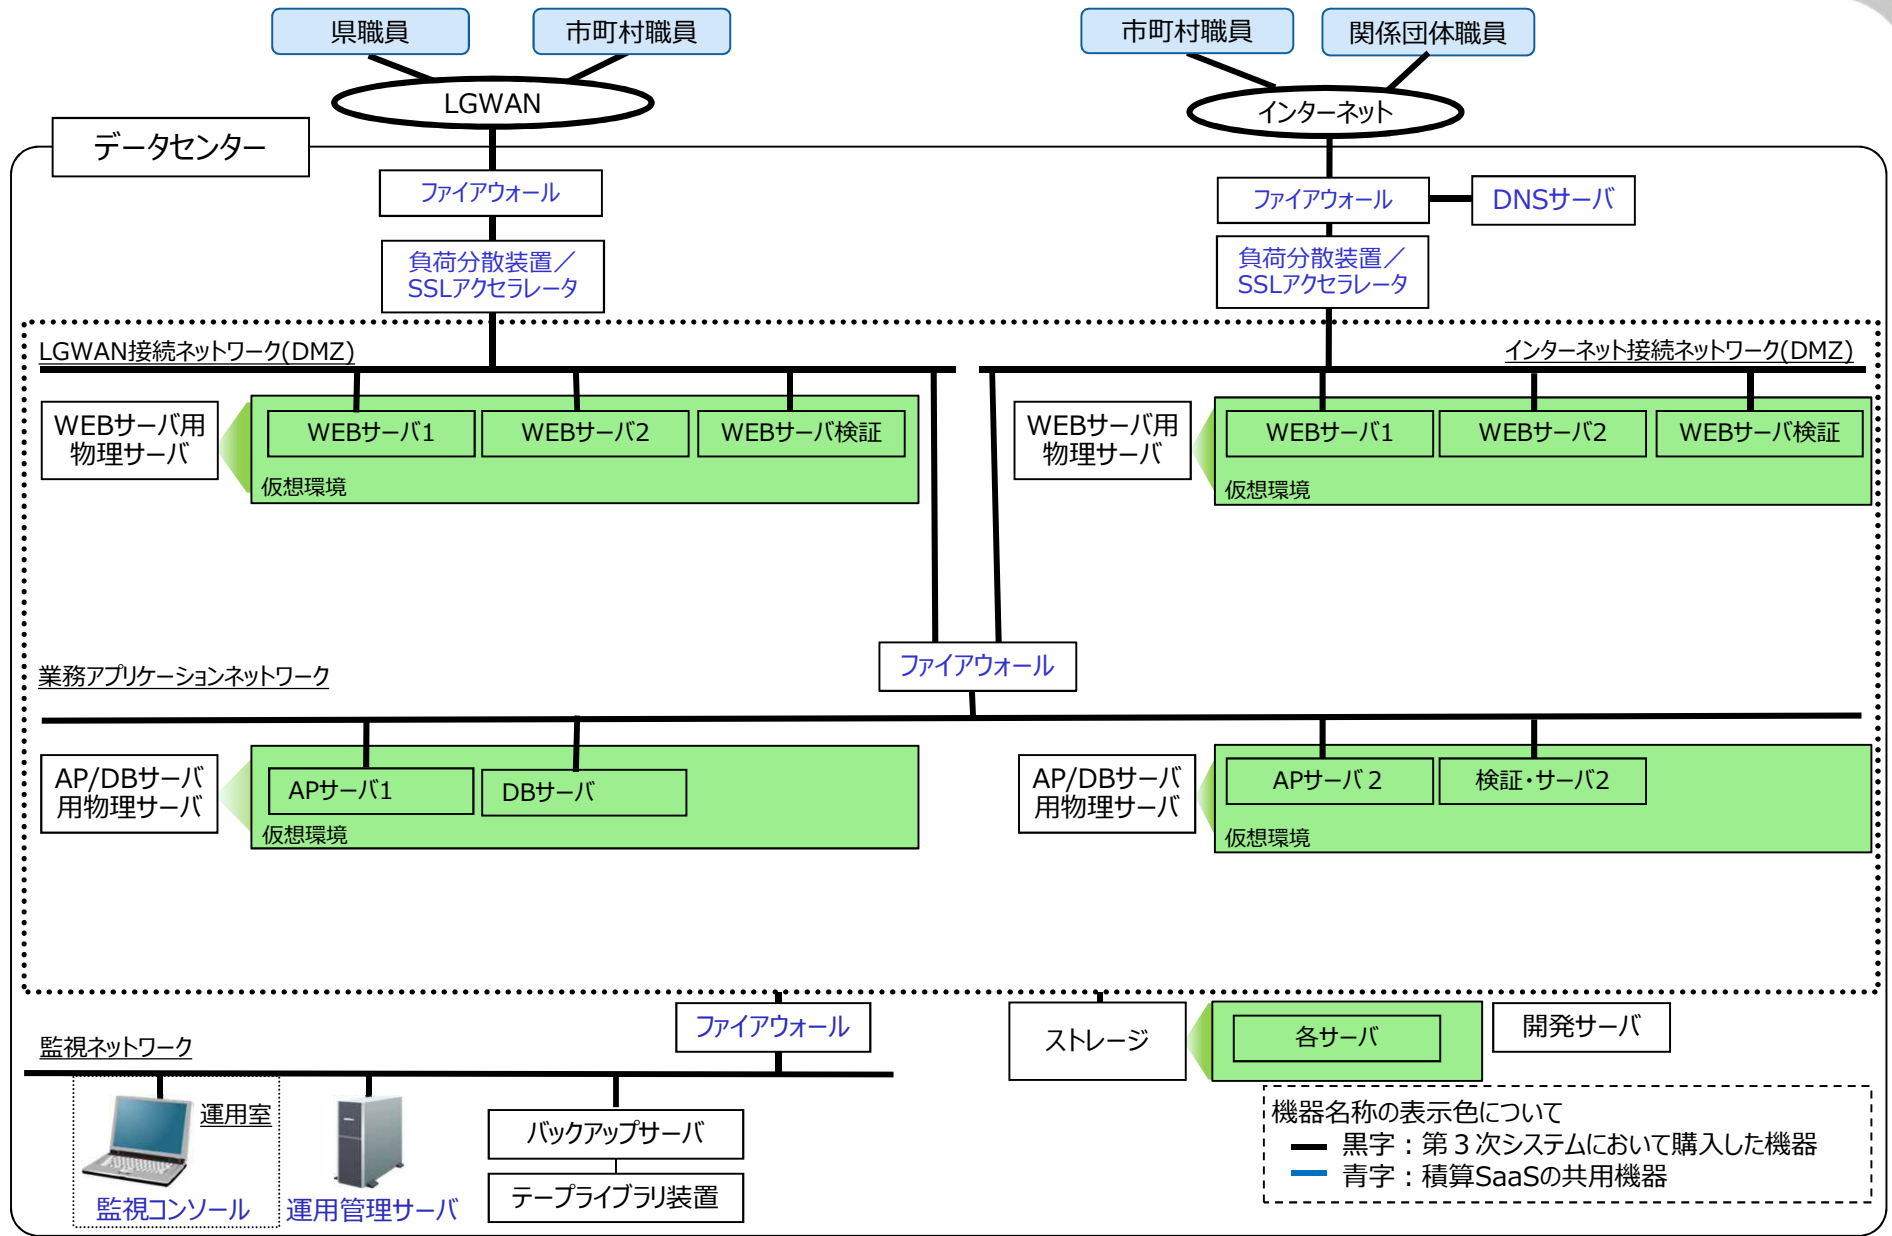 県職員
市町村職員
市町村職員
関係団体職員
LGWAN
インターネット
データセンター
ファイアウォール
ファイアウォール
DNSサーバ
負荷分散装置／
SSLアクセラレータ
負荷分散装置／
SSLアクセラレータ
LGWAN接続ネットワーク(DMZ)
インターネット接続ネットワーク(DMZ)
WEBサーバ用
物理サーバ
WEBサーバ1
WEBサーバ2
WEBサーバ検証
仮想環境
WEBサーバ用
物理サーバ
WEBサーバ1
WEBサーバ2
WEBサーバ検証
仮想環境
ファイアウォール
業務アプリケーションネットワーク
AP/DBサーバ
用物理サーバ
APサーバ1
DBサーバ
仮想環境
AP/DBサーバ
用物理サーバ
APサーバ２
検証・サーバ2
仮想環境
ファイアウォール
ストレージ
各サーバ
開発サーバ
監視ネットワーク
運用室
監視コンソール
運用管理サーバ
バックアップサーバ
テープライブラリ装置
機器名称の表示色について
黒字：第３次システムにおいて購入した機器
青字：積算SaaSの共用機器